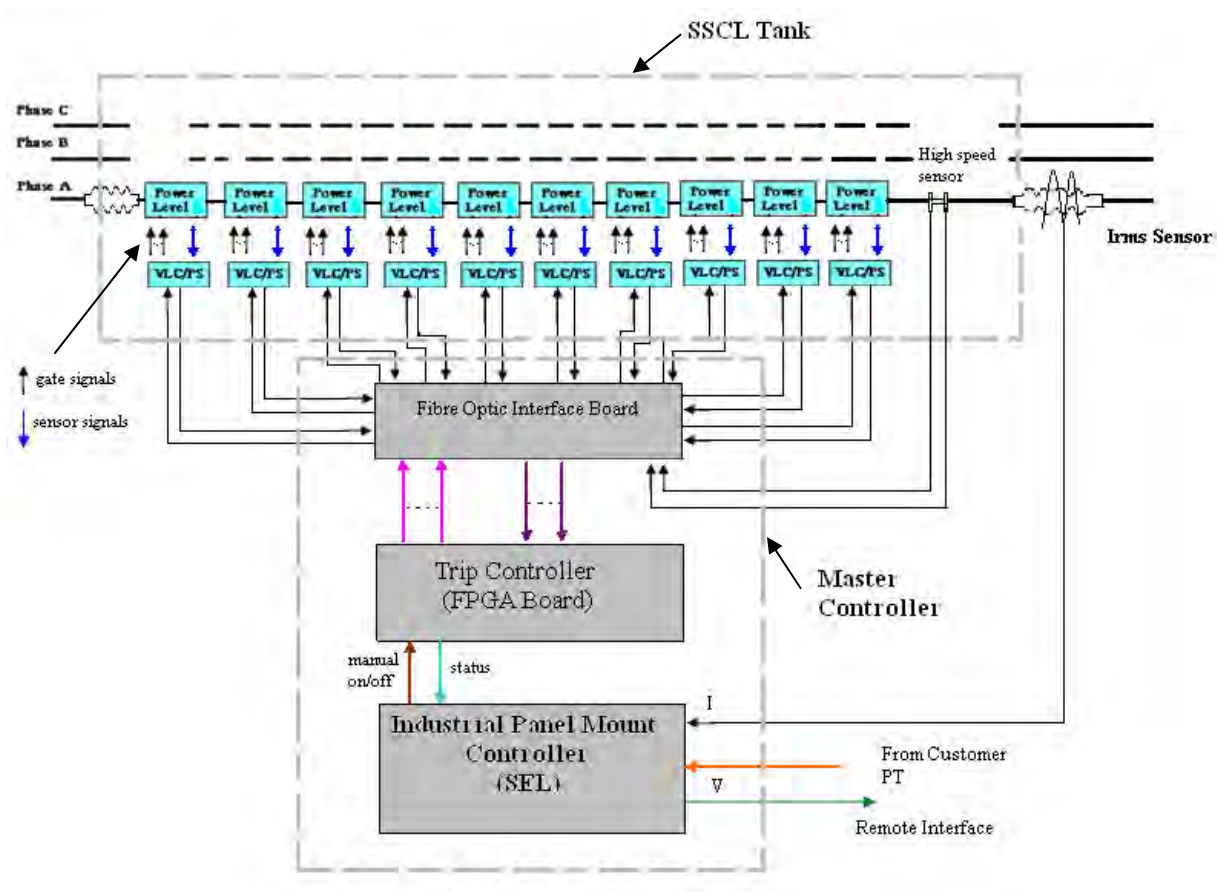 SSCL Tank
Phase C
Phase B
Phase A
High speed
sensor
Power
Level
Power
Level
Power
Level
Power
Level
Power
Level
Power
Level
Power
Level
Power
Level
Power
Level
Power
Level
Irms Sensor
VLC/PS
VLC/PS
VLC/PS
VLC/PS
VLC/PS
VLC/PS
VLC/PS
VLC/PS
VLC/PS
VLC/PS
gate signals
sensor signals
Fibre Optic Interface Board
Trip Controller
(FPGA Board)
Master
Controller
manual
on/off
status
Industrial Panel Mount
Controller
(SEL)
I
From Customer
PT
V
Remote Interface